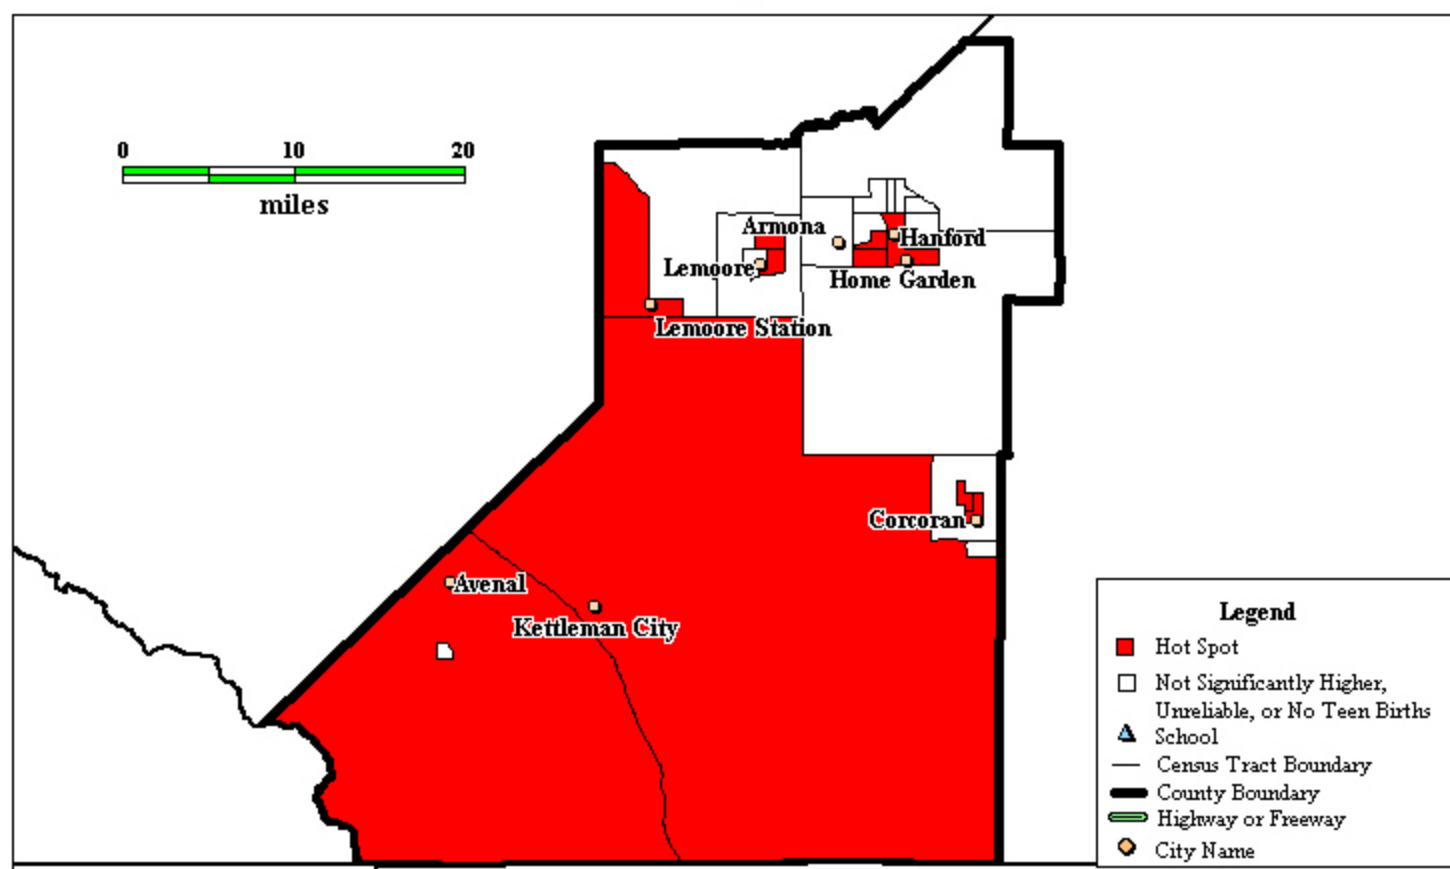 0 10 20
miles
Armona
Hanford
Lemoore
Home Garden
Lemoore Station
Corcoran
Avenal
Kettleman City
Legend
Hot Spot
Not Significantly Higher,
Unreliable, or No Teen Births
School
Census Tract Boundary
County Boundary
Highway or Freeway
City Name